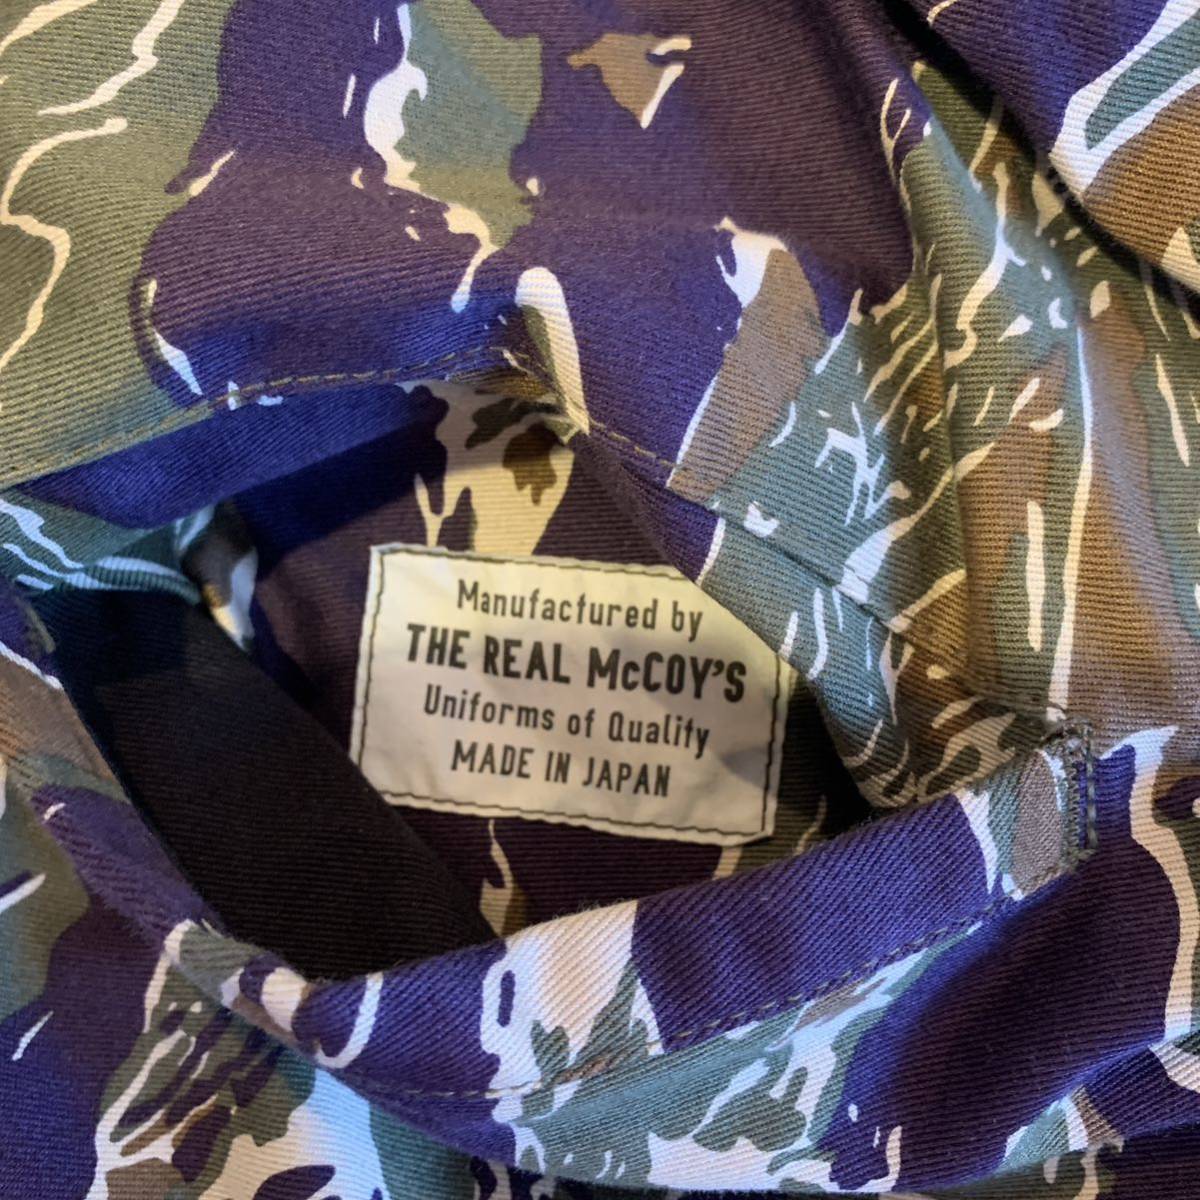 Manufactured by
THE REAL McCOY'S
Uniforms of Quality
MADE IN JAPAN